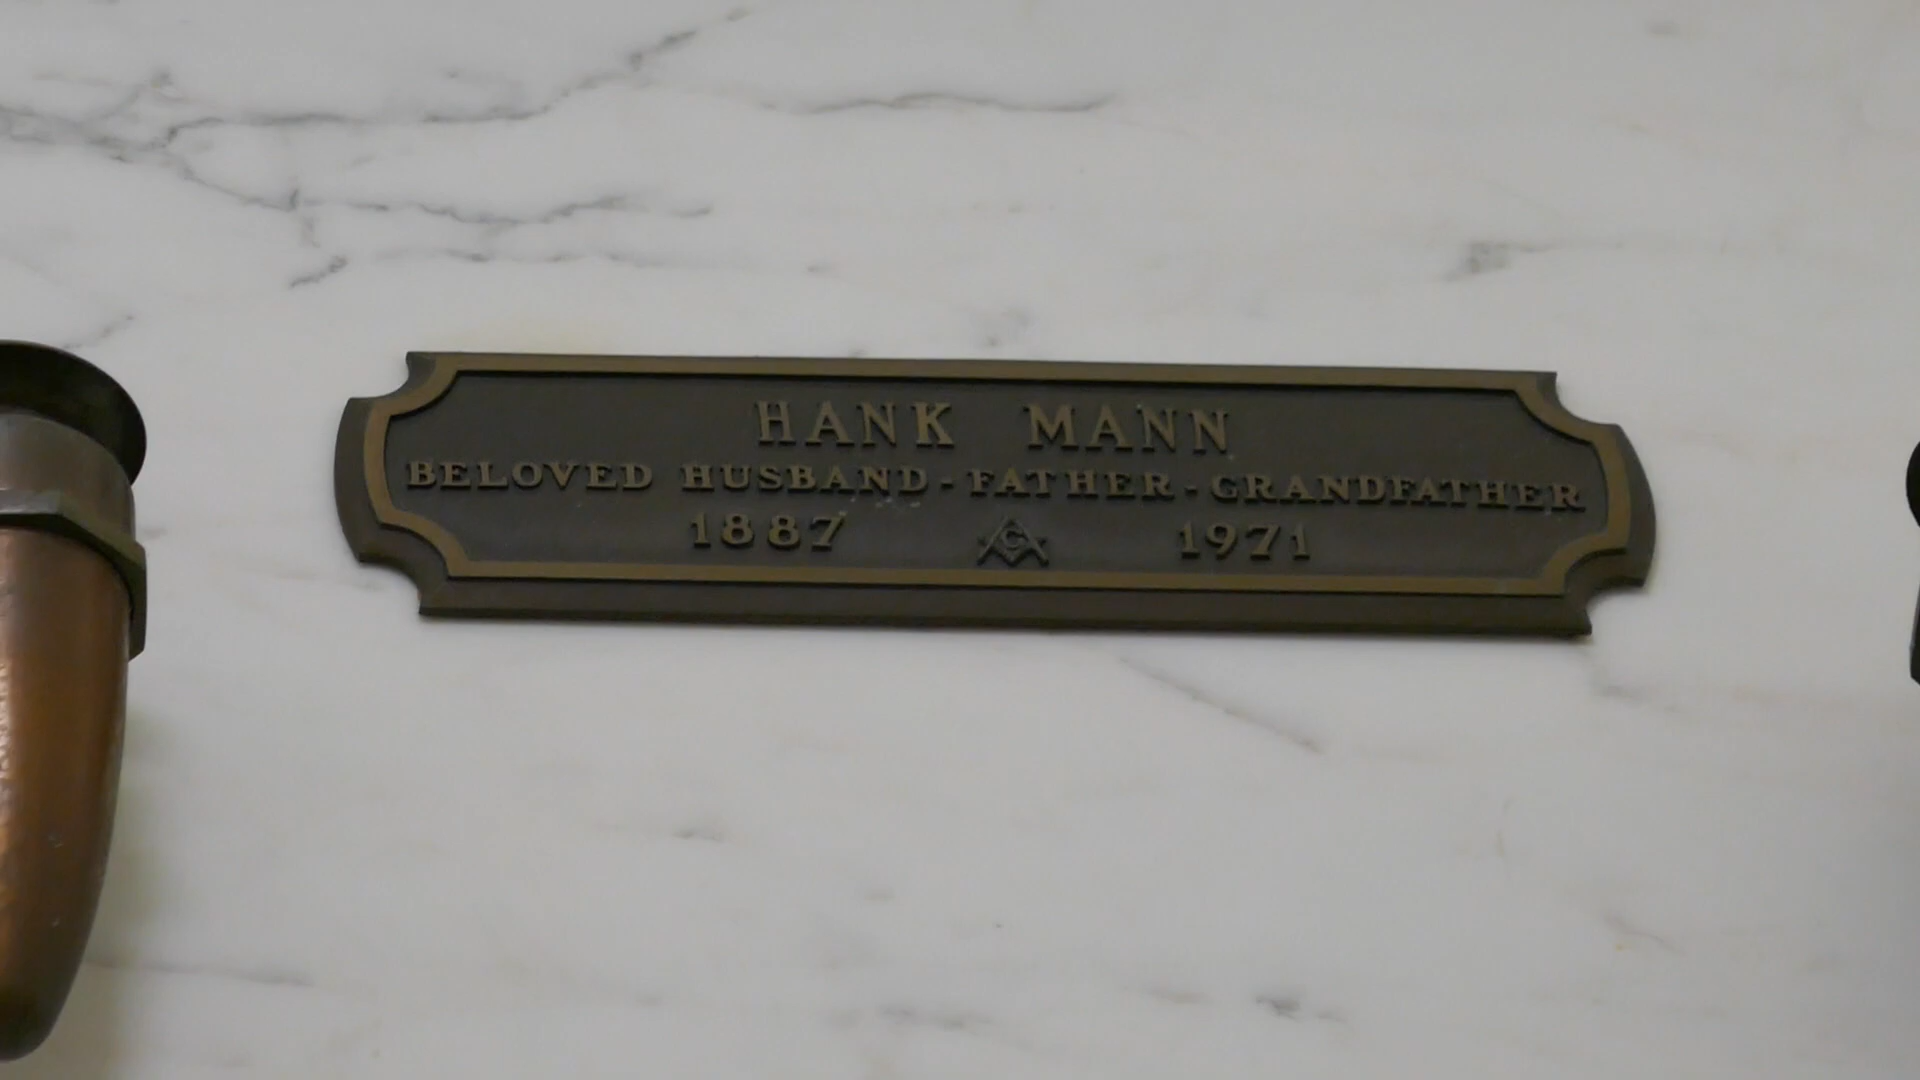 HANK MANN
BELOVED HUSBAND - FATHER - GRANDFATHER
1887 G 1971